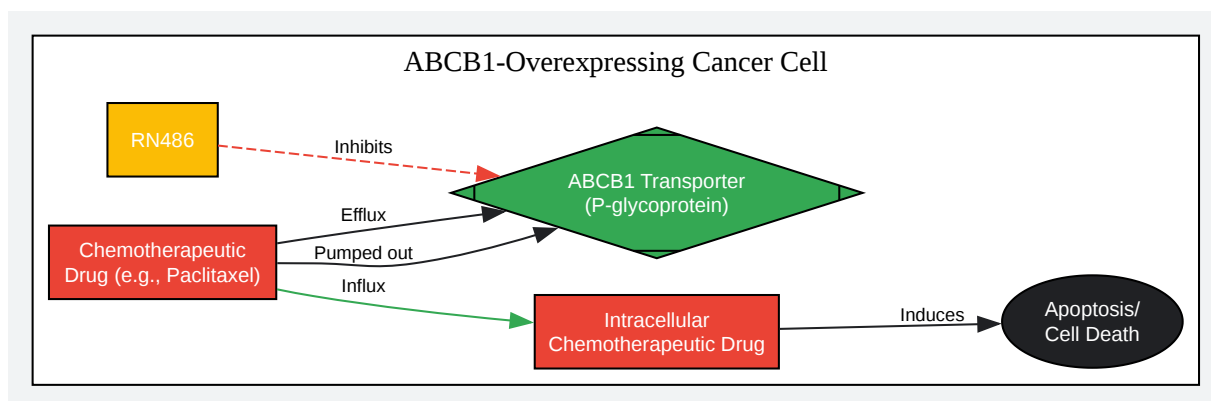 ABCB1-Overexpressing Cancer Cell
RN486
Inhibits
ABCB1 Transporter
(P-glycoprotein)
Chemotherapeutic
Drug (e.g., Paclitaxel)
Efflux
Pumped out
Influx
Intracellular
Chemotherapeutic Drug
Induces
Apoptosis/
Cell Death